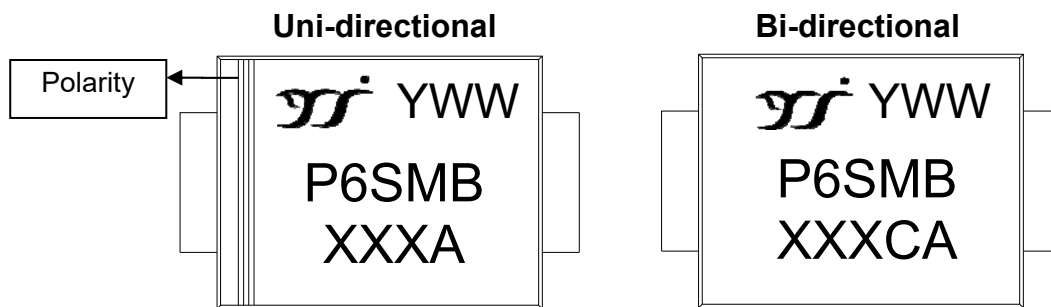 Uni-directional
Bi-directional
Polarity
YWW
P6SMB
XXXA
YWW
P6SMB
XXXCA